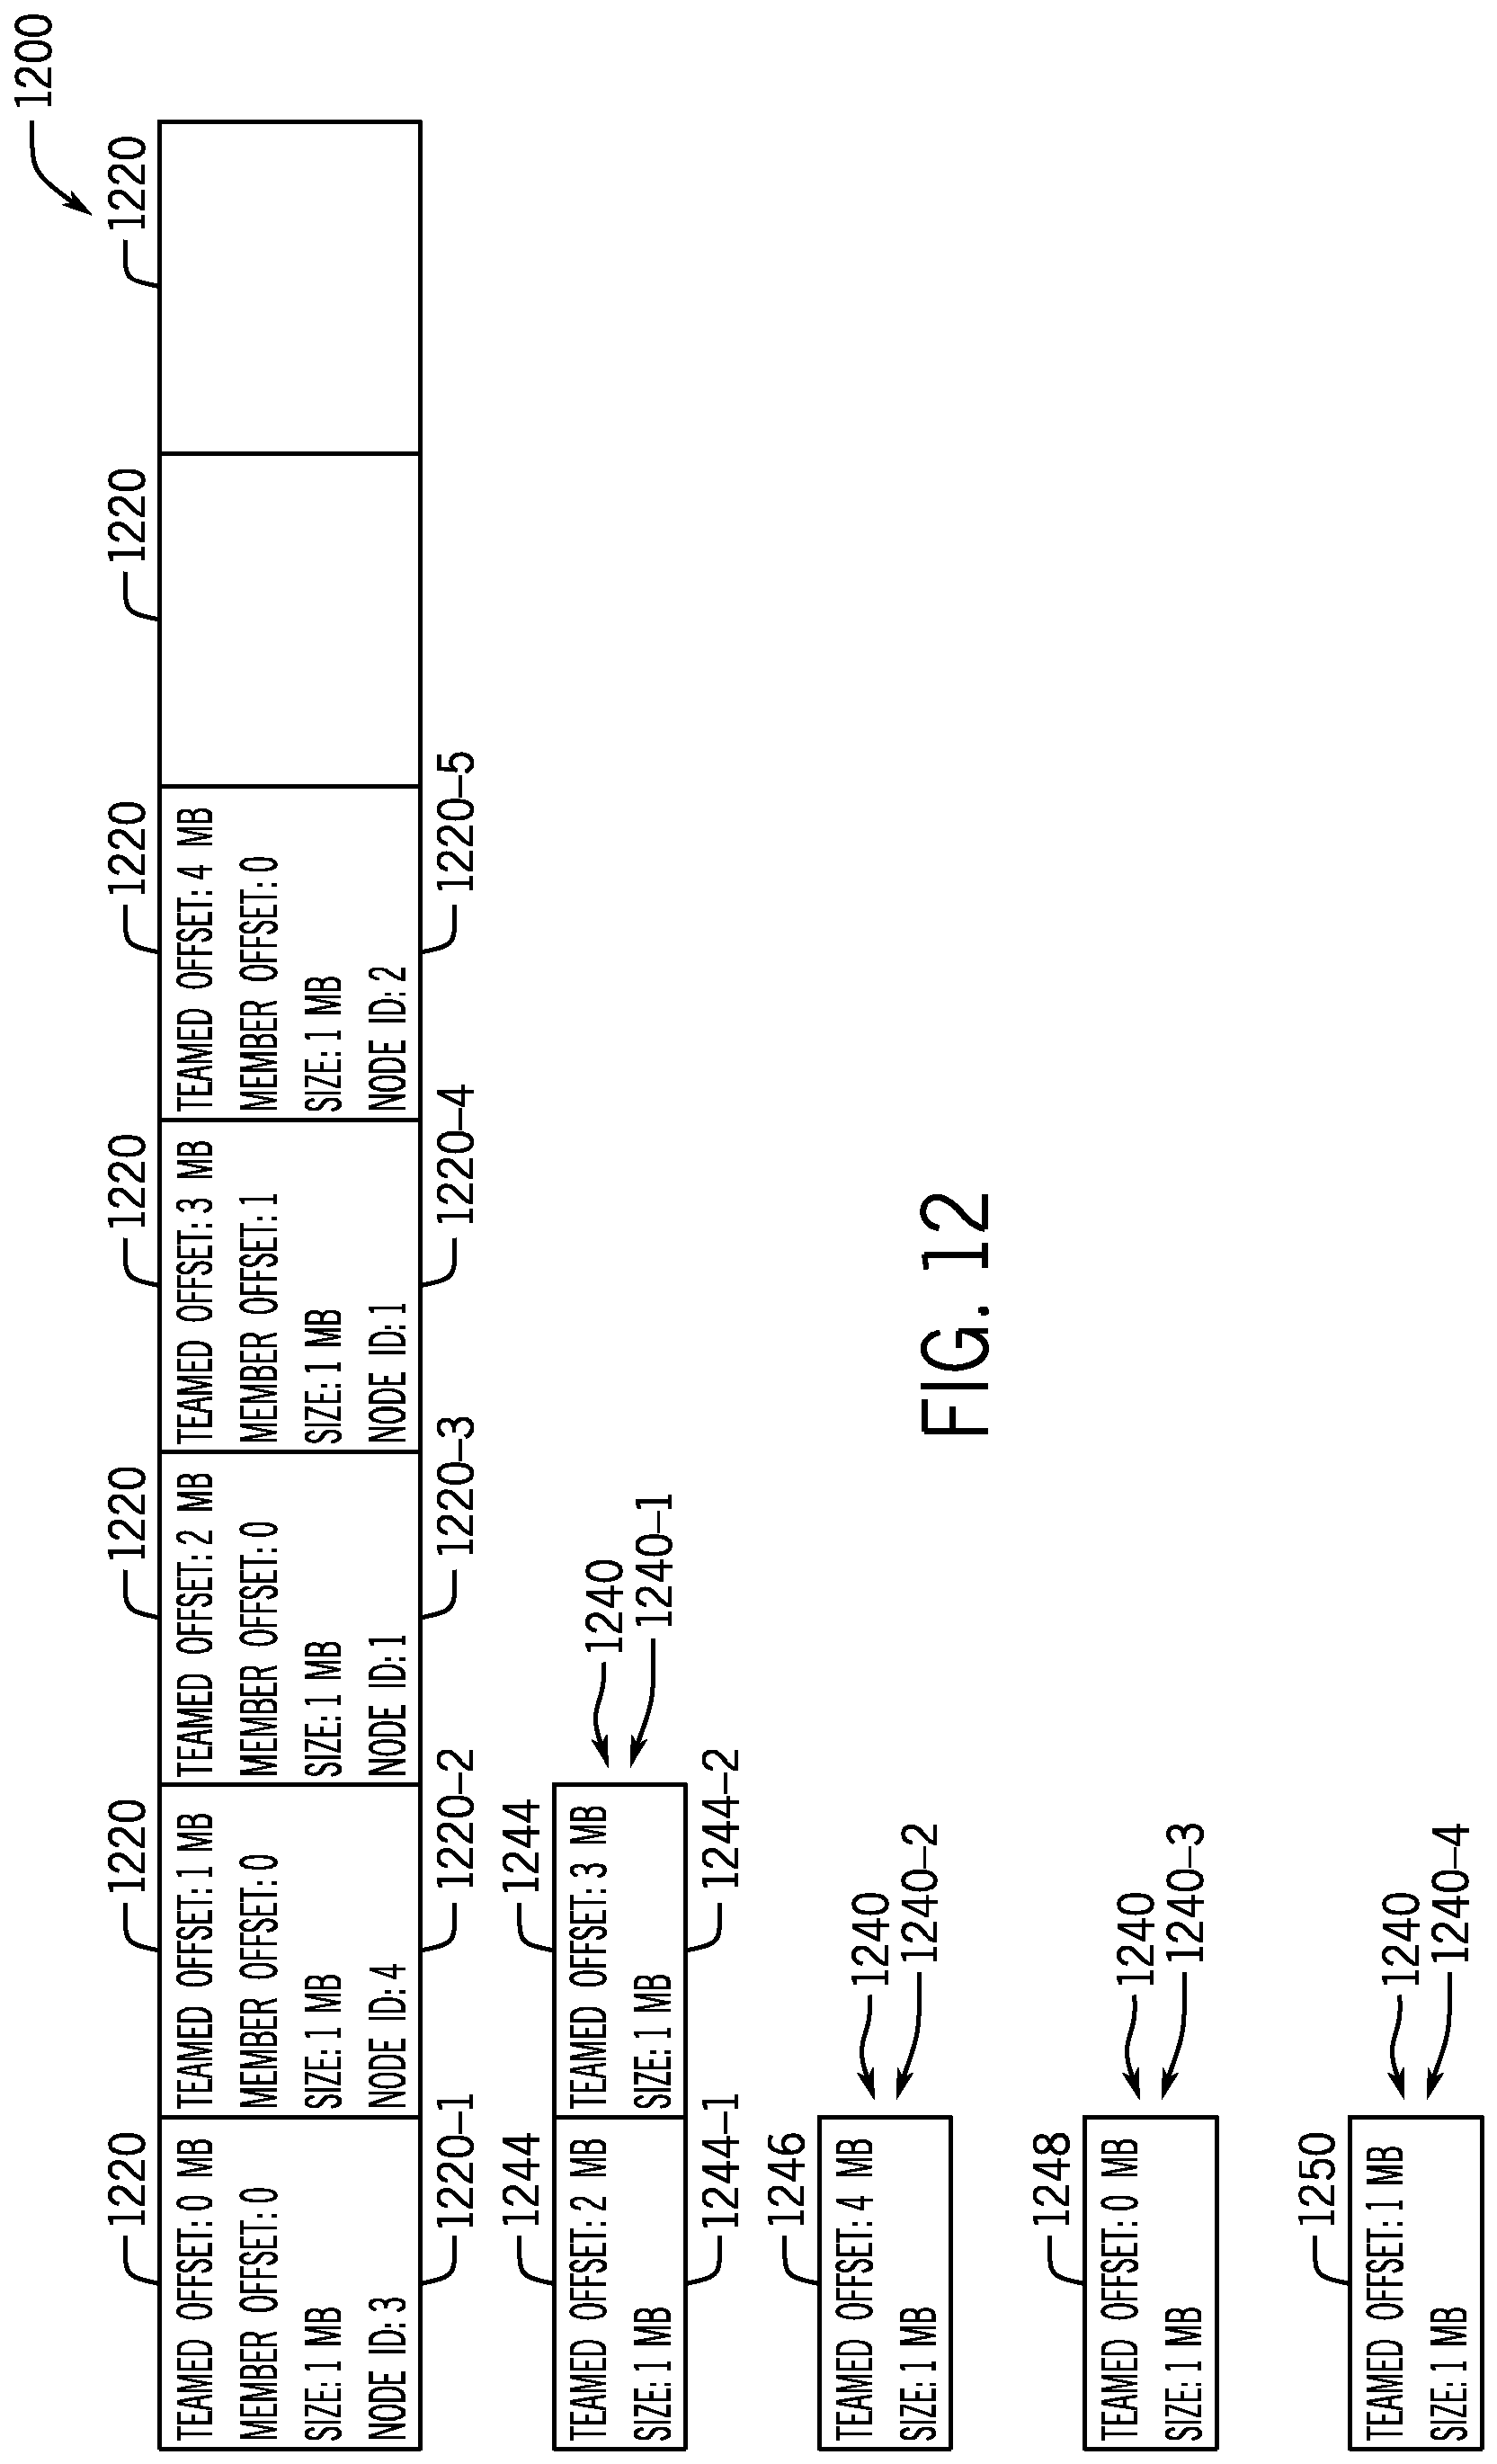 1200
1220
1220
1220
1220
1220
1220
1220
TEAMED OFFSET: 0 MB
MEMBER OFFSET: 0
SIZE: 1 MB
NODE ID: 3
TEAMED OFFSET: 1 MB
MEMBER OFFSET: 0
SIZE: 1 MB
NODE ID: 4
TEAMED OFFSET: 2 MB
MEMBER OFFSET: 0
SIZE: 1 MB
NODE ID: 1
TEAMED OFFSET: 3 MB
MEMBER OFFSET: 1
SIZE: 1 MB
NODE ID: 1
TEAMED OFFSET: 4 MB
MEMBER OFFSET: 0
SIZE: 1 MB
NODE ID: 2
1220-1
1220-2
1220-3
1220-4
1220-5
1244
1244
TEAMED OFFSET: 2 MB
SIZE: 1 MB
TEAMED OFFSET: 3 MB
SIZE: 1 MB
1240
1240-1
1244-1
1244-2
1246
TEAMED OFFSET: 4 MB
SIZE: 1 MB
1240
1240-2
1248
TEAMED OFFSET: 0 MB
SIZE: 1 MB
1240
1240-3
1250
TEAMED OFFSET: 1 MB
SIZE: 1 MB
1240
1240-4
FIG. 12